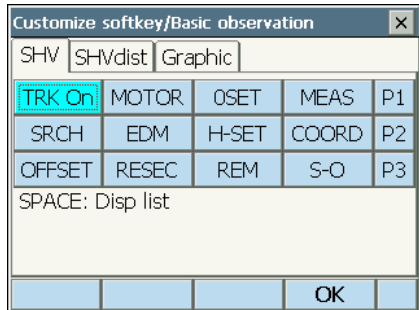 Customize softkey/Basic observation ×
SHV SHVdist Graphic
TRK On MOTOR 0SET MEAS P1
SRCH EDM H-SET COORD P2
OFFSET RESEC REM S-O P3
SPACE: Disp list
OK